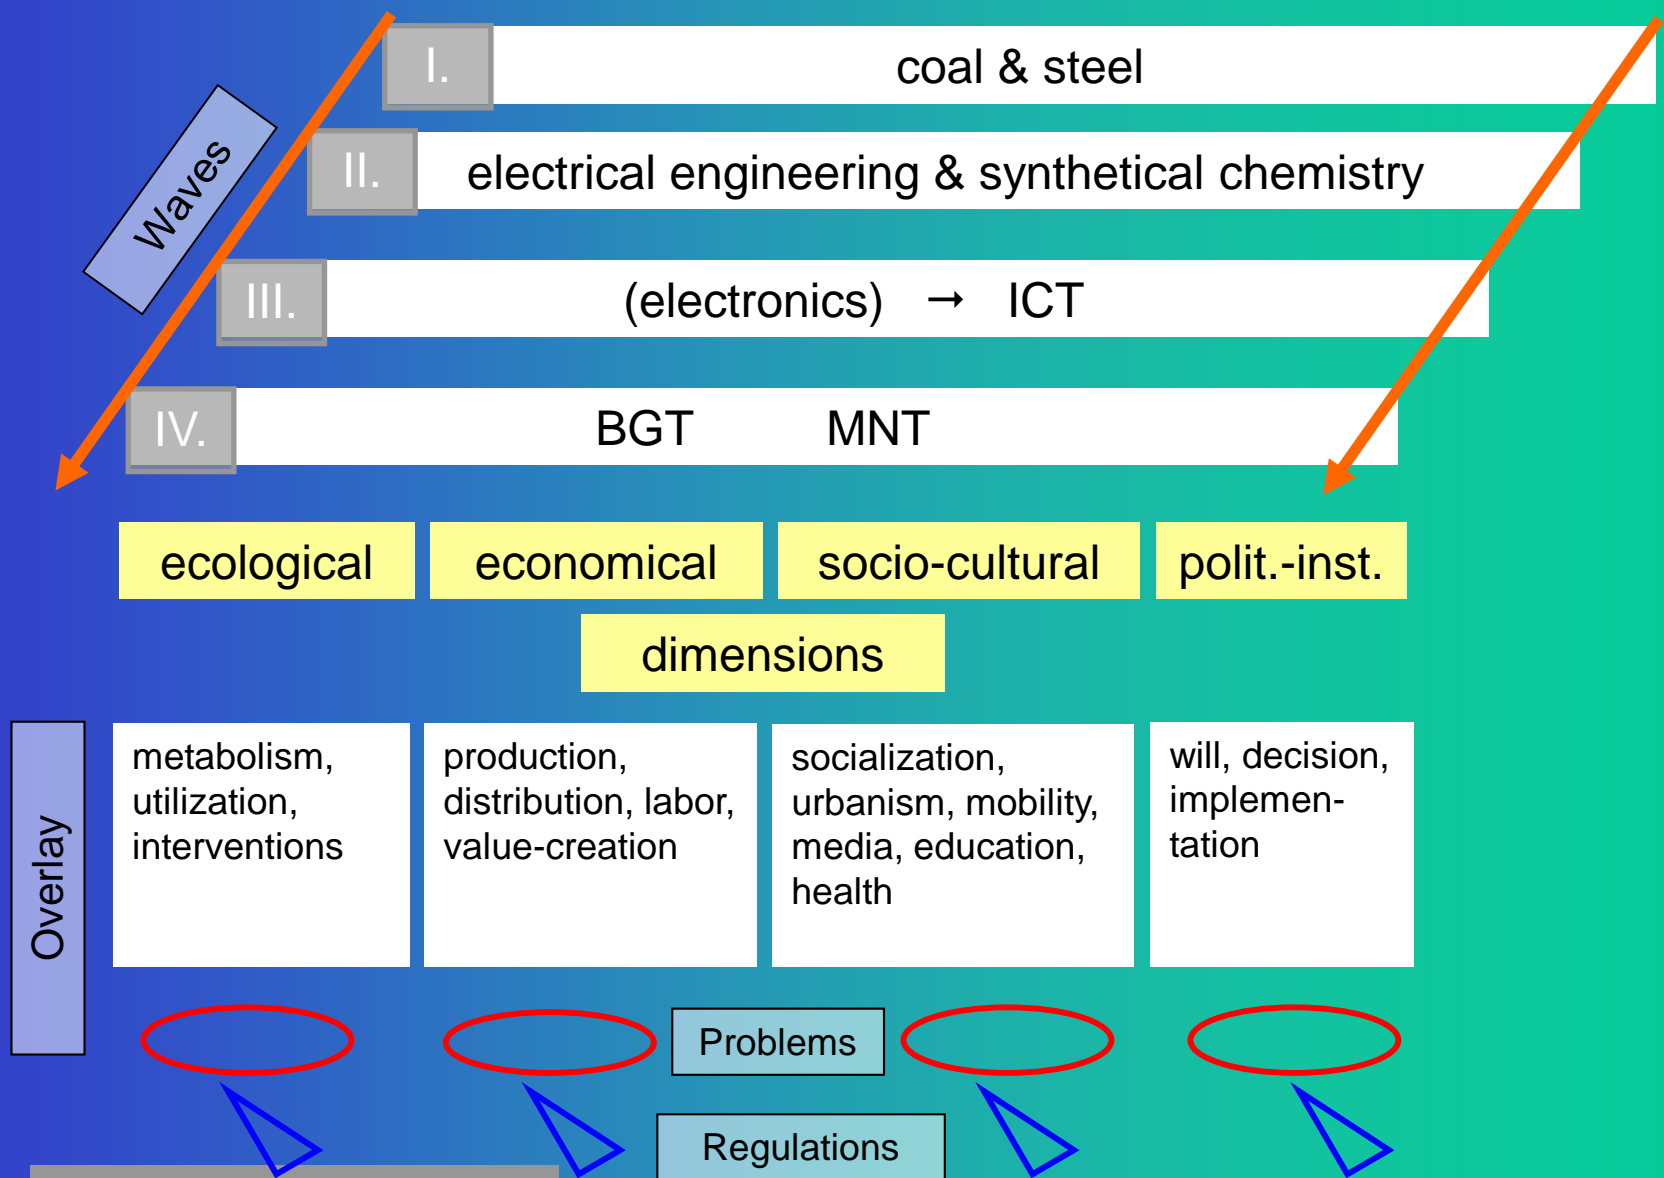 Waves
I. coal & steel
II. electrical engineering & synthetical chemistry
III. (electronics) → ICT
IV. BGT MNT
ecological economical socio-cultural polit.-inst.
dimensions
Overlay
metabolism,
utilization,
interventions
production,
distribution, labor,
value-creation
socialization,
urbanism, mobility,
media, education,
health
will, decision,
implemen-
tation
Problems
Regulations